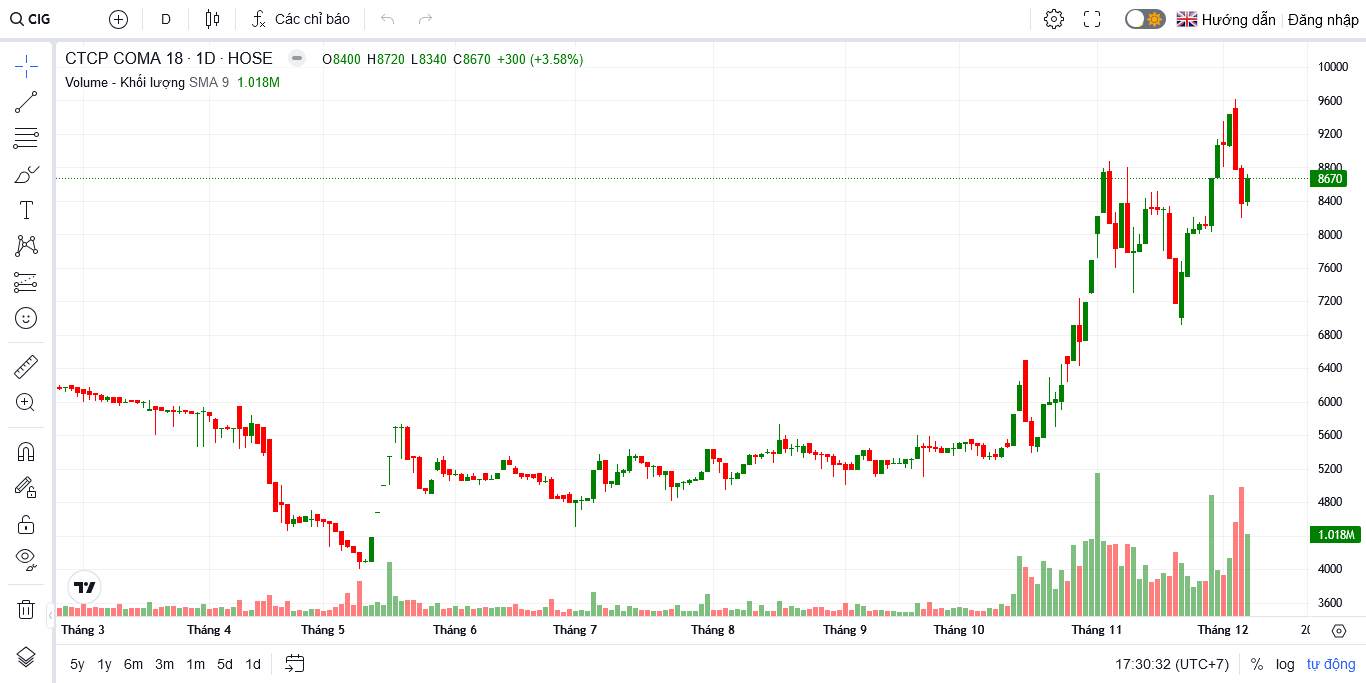 CIG D Các chỉ báo Hướng dẫn Đăng nhập
CTCP COMA 18 · 1D · HOSE O8400 H8720 L8340 C8670 +300 (+3.58%)
Volume - Khối lượng SMA 9 1.018M
10000
9600
9200
8800
8670
8400
8000
7600
7200
6800
6400
6000
5600
5200
4800
1.018M
4000
3600
Tháng 3 Tháng 4 Tháng 5 Tháng 6 Tháng 7 Tháng 8 Tháng 9 Tháng 10 Tháng 11 Tháng 12
5y 1y 6m 3m 1m 5d 1d 17:30:32 (UTC+7) % log tự động